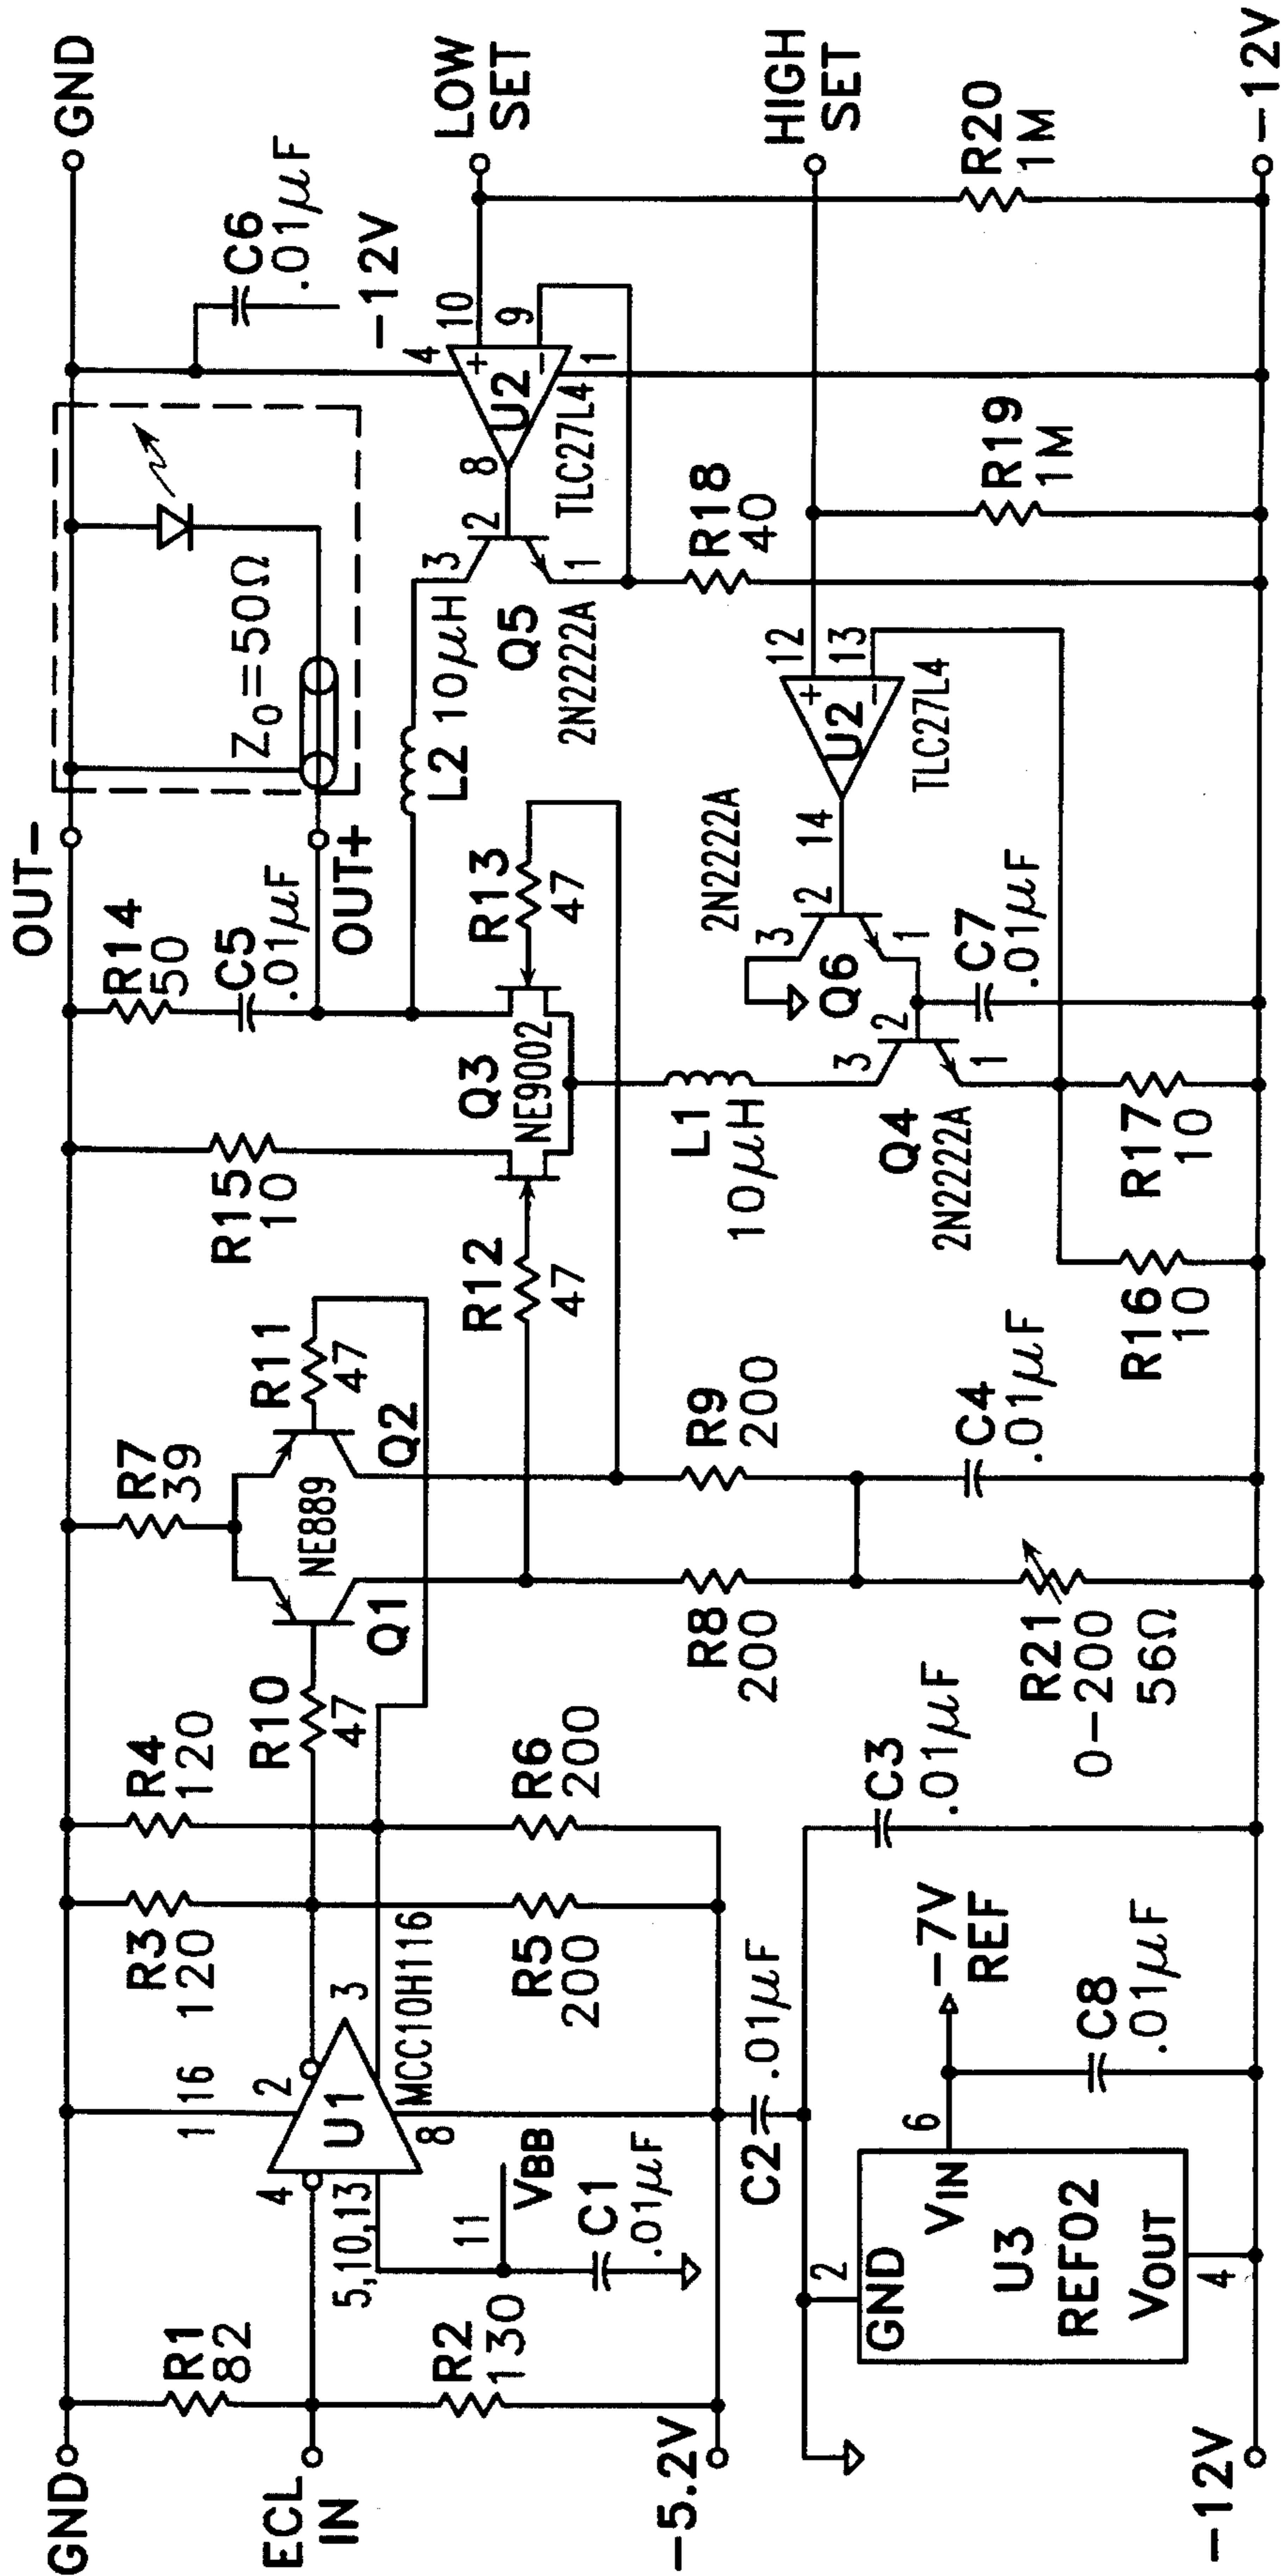 GND
R1
82
ECL
IN
R2
130
-5.2V
4
5,10,13
11
VBB
C1
.01μF
1 16
2
U1
3
8
MCC10H116
R3
120
R4
120
R5
200
R6
200
R10
47
Q1
NE889
Q2
R7
39
R11
47
R8
200
R9
200
R21
0-200
56Ω
C4
.01μF
C2
.01μF
C3
.01μF
2
GND
VIN
6
U3
REF02
VOUT
4
-7V
REF
C8
.01μF
-12V
R12
47
R15
10
Q3
NE9002
R13
47
R14
50
C5
.01μF
OUT-
OUT+
Z0=50Ω
L2 10μH
L1
10μH
Q4
2N2222A
3
2
1
R16
10
R17
10
C7
.01μF
Q6
2N2222A
3
2
1
14
U2
TLC27L4
12
13
+
-
Q5
2N2222A
3
2
1
8
U2
TLC27L4
4
10
9
1
+
-
R18
40
R19
1M
R20
1M
C6
.01μF
-12V
GND
LOW
SET
HIGH
SET
-12V